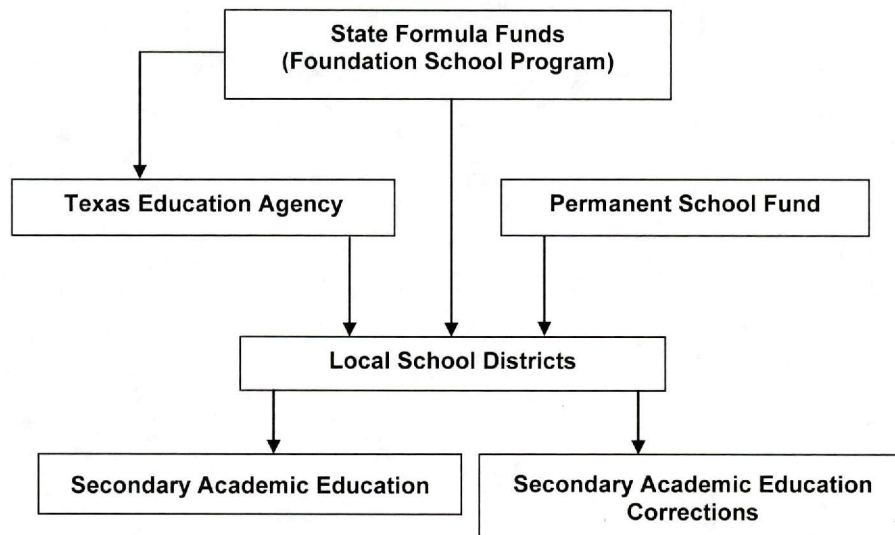 State Formula Funds
(Foundation School Program)
Texas Education Agency
Permanent School Fund
Local School Districts
Secondary Academic Education
Secondary Academic Education
Corrections